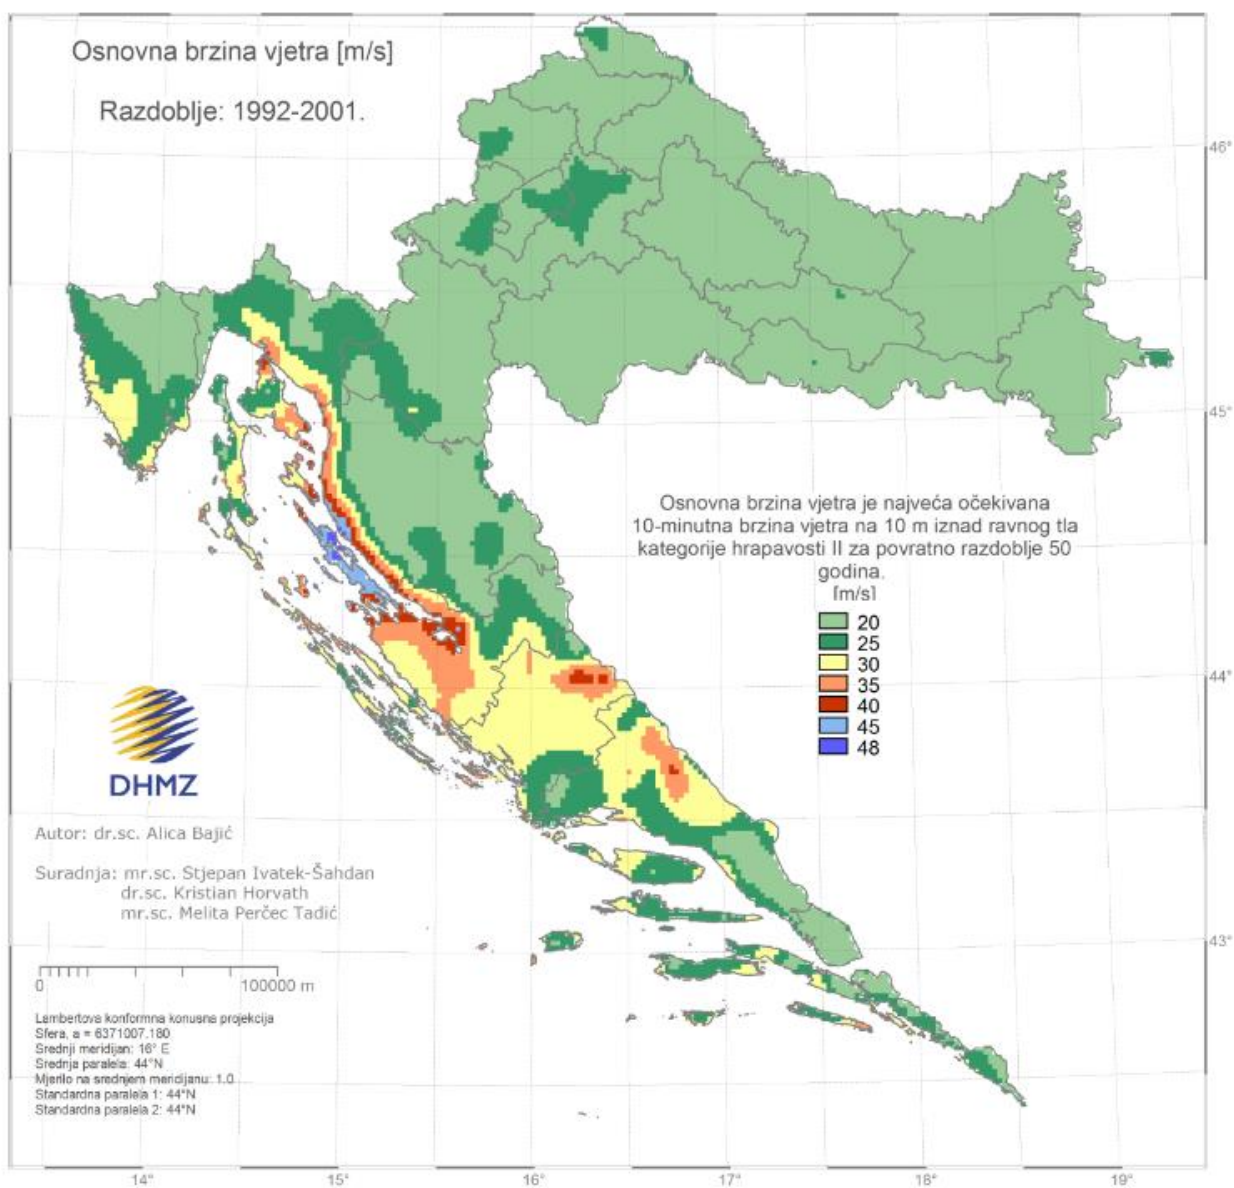 Osnovna brzina vjetra [m/s]
Razdoblje: 1992-2001.
46°
45°
Osnovna brzina vjetra je najveća očekivana
10-minutna brzina vjetra na 10 m iznad ravnog tla
kategorije hrapavosti II za povratno razdoblje 50
godina.
[m/s]
20
25
30
35
40
45
48
44°
DHMZ
Autor: dr.sc. Alica Bajić
Suradnja: mr.sc. Stjepan Ivatek-Šahdan
dr.sc. Kristian Horvath
mr.sc. Melita Perčec Tadić
43°
0 100000 m
Lambertova konformna konusna projekcija
Sfera, a = 6371007.180
Srednji meridijan: 16° E
Srednja paralela: 44°N
Mjerilo na srednjem meridijanu: 1.0
Standardna paralela 1: 44°N
Standardna paralela 2: 44°N
14° 15° 16° 17° 18° 19°